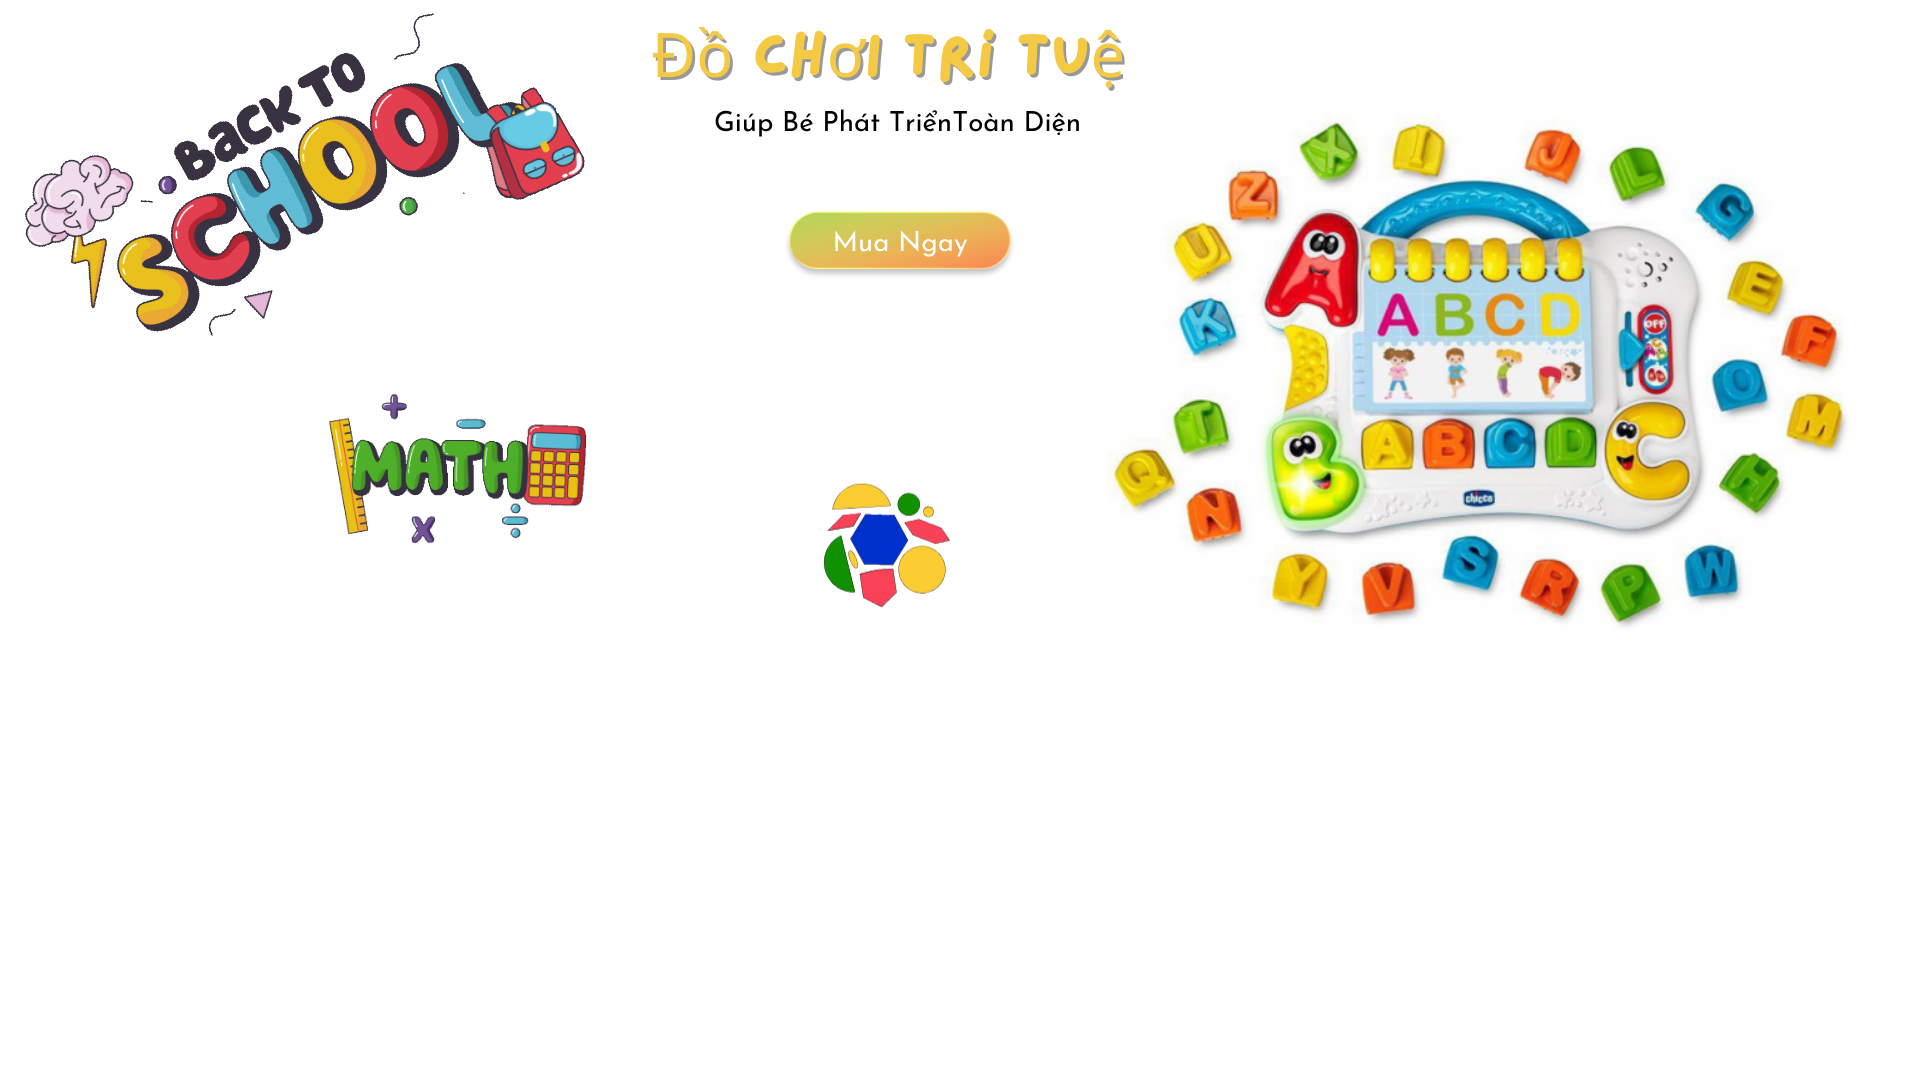 BACK TO
SCHOOL
Đồ CHƠI TRí TUệ
Giúp Bé Phát TriểnToàn Diện
Mua Ngay
MATH
X I J L
Z G
U E
K F
OFF
A B C D
O
T M
A B C D
Q H
N
chicco
Y V S R P W